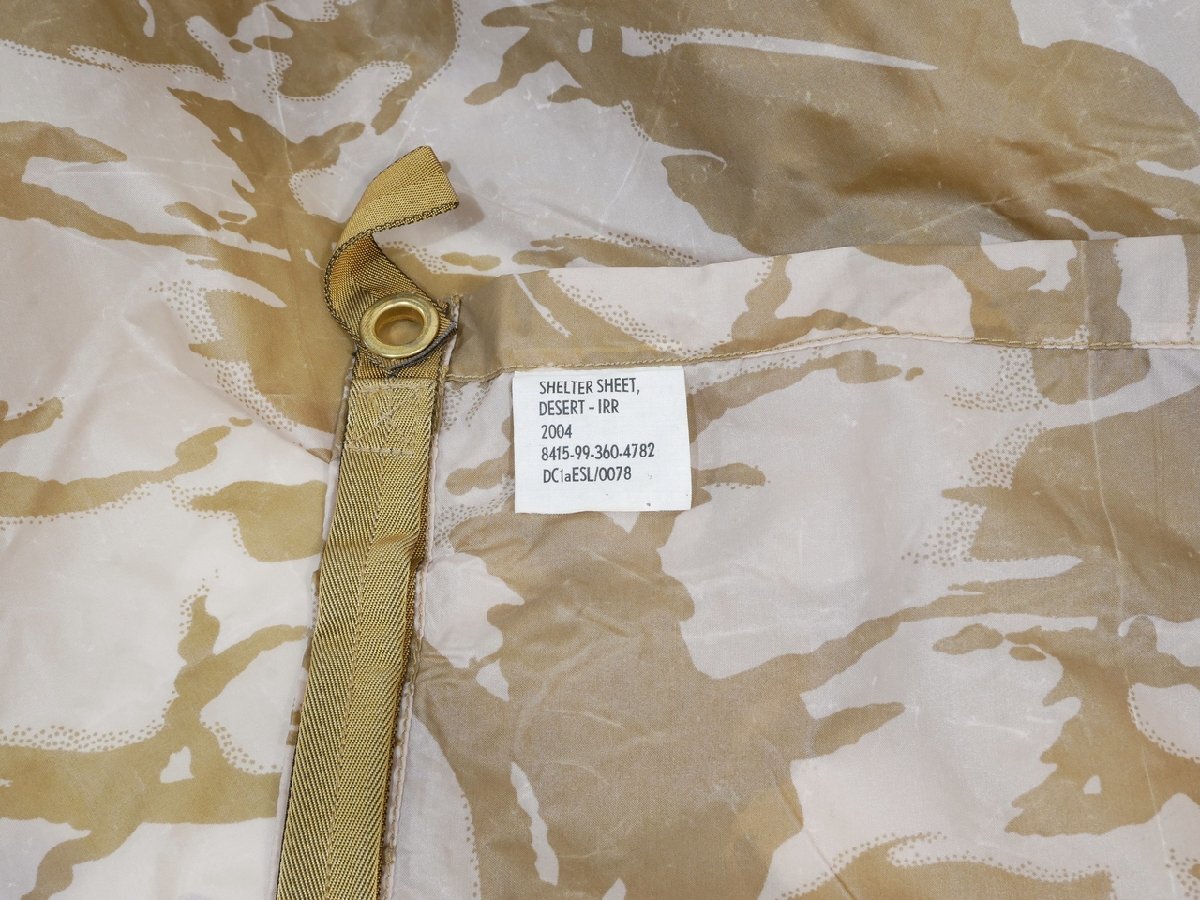 SHELTER SHEET,
DESERT - IRR
2004
8415-99-360-4782
DC1aESL/0078